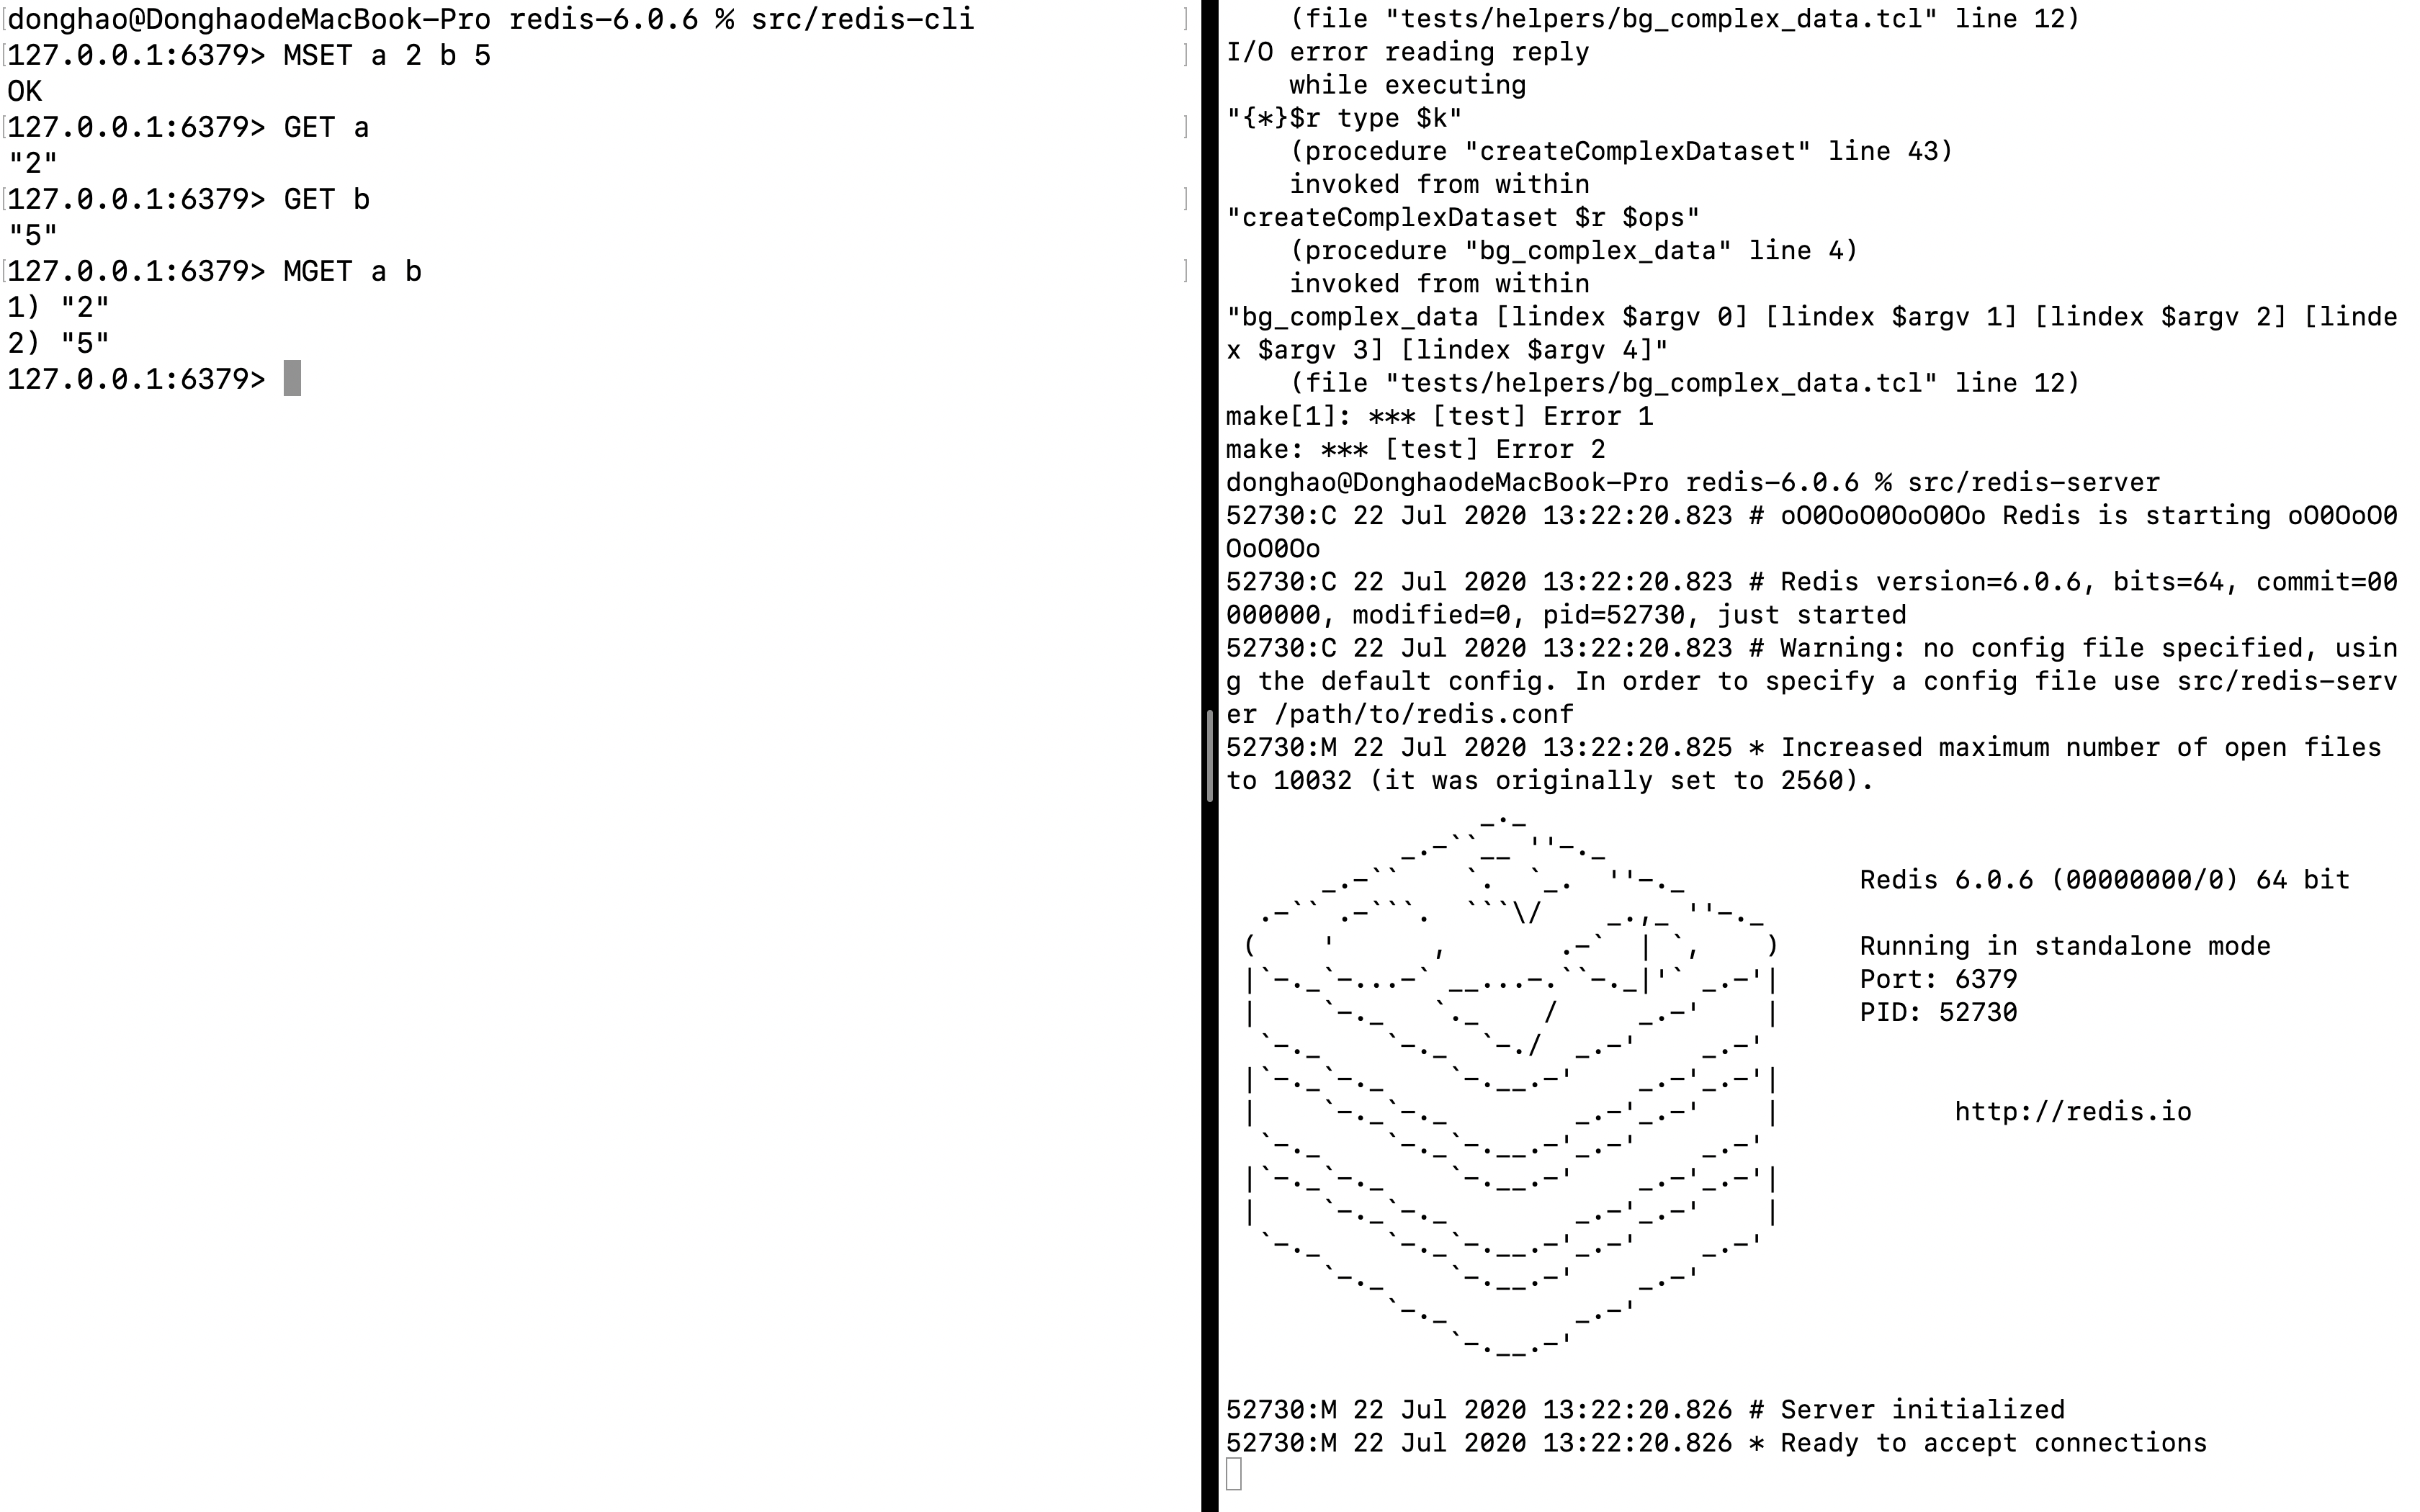 donghao@DonghaodeMacBook-Pro redis-6.0.6 % src/redis-cli
127.0.0.1:6379> MSET a 2 b 5
OK
127.0.0.1:6379> GET a
"2"
127.0.0.1:6379> GET b
"5"
127.0.0.1:6379> MGET a b
1) "2"
2) "5"
127.0.0.1:6379>
    (file "tests/helpers/bg_complex_data.tcl" line 12)
I/O error reading reply
    while executing
"{*}$r type $k"
    (procedure "createComplexDataset" line 43)
    invoked from within
"createComplexDataset $r $ops"
    (procedure "bg_complex_data" line 4)
    invoked from within
"bg_complex_data [lindex $argv 0] [lindex $argv 1] [lindex $argv 2] [linde
x $argv 3] [lindex $argv 4]"
    (file "tests/helpers/bg_complex_data.tcl" line 12)
make[1]: *** [test] Error 1
make: *** [test] Error 2
donghao@DonghaodeMacBook-Pro redis-6.0.6 % src/redis-server
52730:C 22 Jul 2020 13:22:20.823 # oO0OoO0OoO0Oo Redis is starting oO0OoO0
OoO0Oo
52730:C 22 Jul 2020 13:22:20.823 # Redis version=6.0.6, bits=64, commit=00
000000, modified=0, pid=52730, just started
52730:C 22 Jul 2020 13:22:20.823 # Warning: no config file specified, usin
g the default config. In order to specify a config file use src/redis-serv
er /path/to/redis.conf
52730:M 22 Jul 2020 13:22:20.825 * Increased maximum number of open files
to 10032 (it was originally set to 2560).
Redis 6.0.6 (00000000/0) 64 bit
Running in standalone mode
Port: 6379
PID: 52730
http://redis.io
52730:M 22 Jul 2020 13:22:20.826 # Server initialized
52730:M 22 Jul 2020 13:22:20.826 * Ready to accept connections